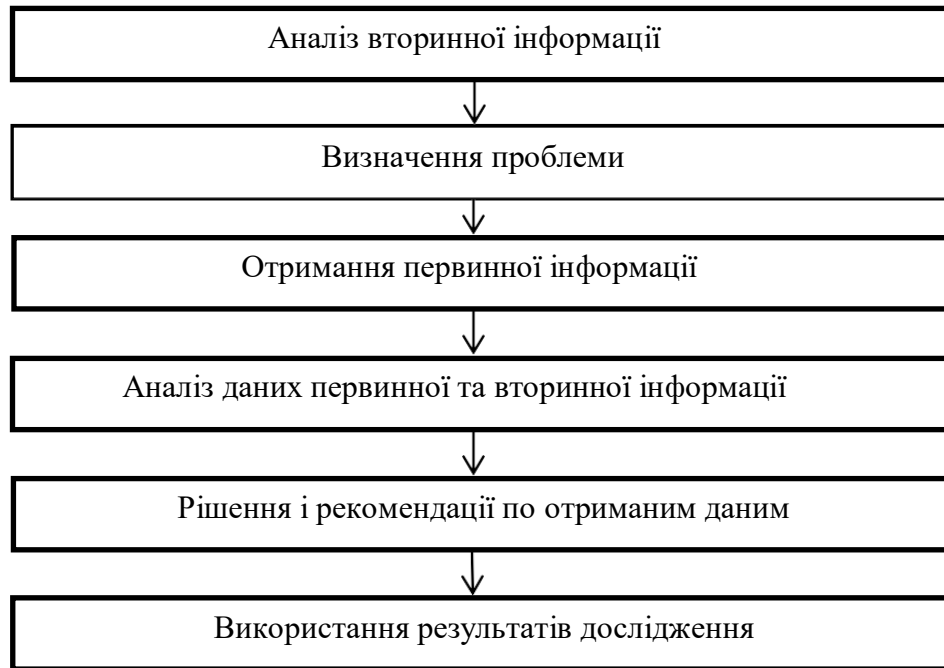 Аналіз вторинної інформації
Визначення проблеми
Отримання первинної інформації
Аналіз даних первинної та вторинної інформації
Рішення і рекомендації по отриманим даним
Використання результатів дослідження